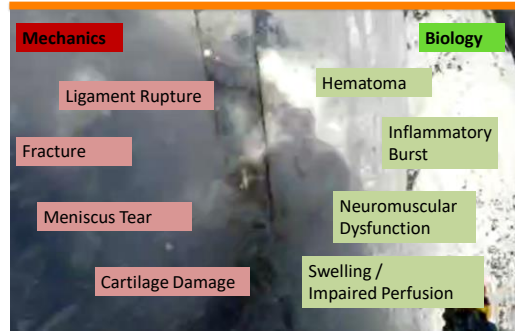 Mechanics
Biology
Ligament Rupture
Hematoma
Fracture
Inflammatory
Burst
Meniscus Tear
Neuromuscular
Dysfunction
Cartilage Damage
Swelling /
Impaired Perfusion